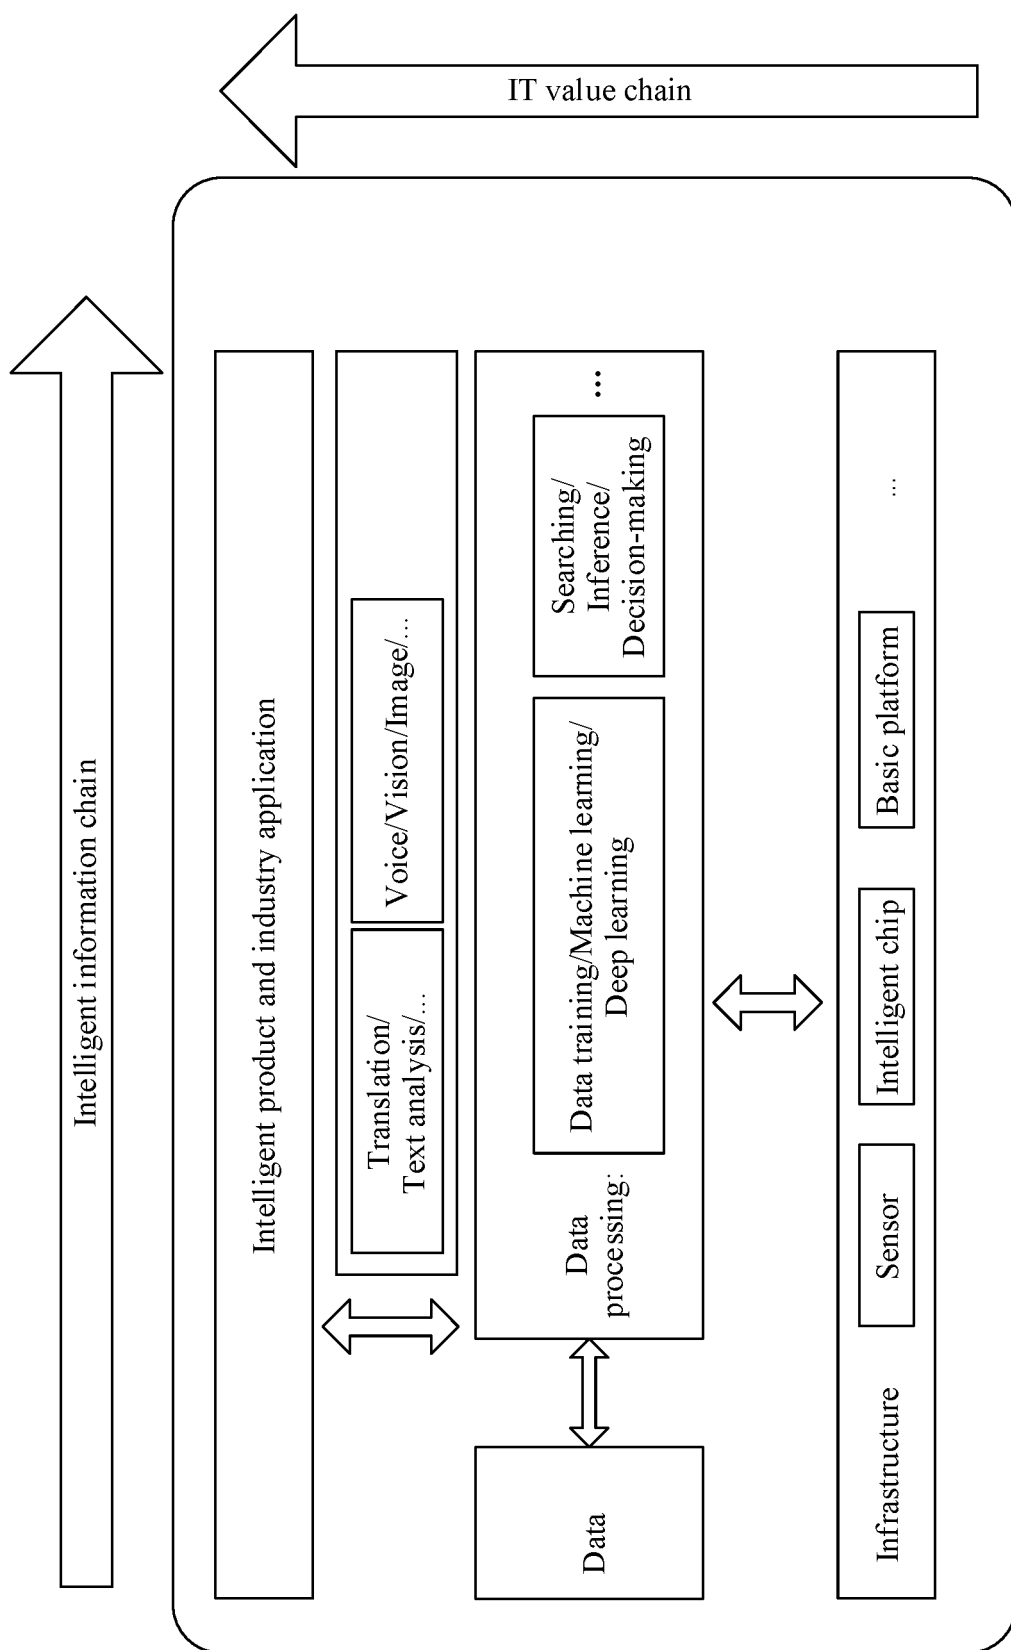 Intelligent information chain
IT value chain
Intelligent product and industry application
Translation/
Text analysis/...
Voice/Vision/Image/...
Data
Data
processing:
Data training/Machine learning/
Deep learning
Searching/
Inference/
Decision-making
...
Infrastructure
Sensor
Intelligent chip
Basic platform
...